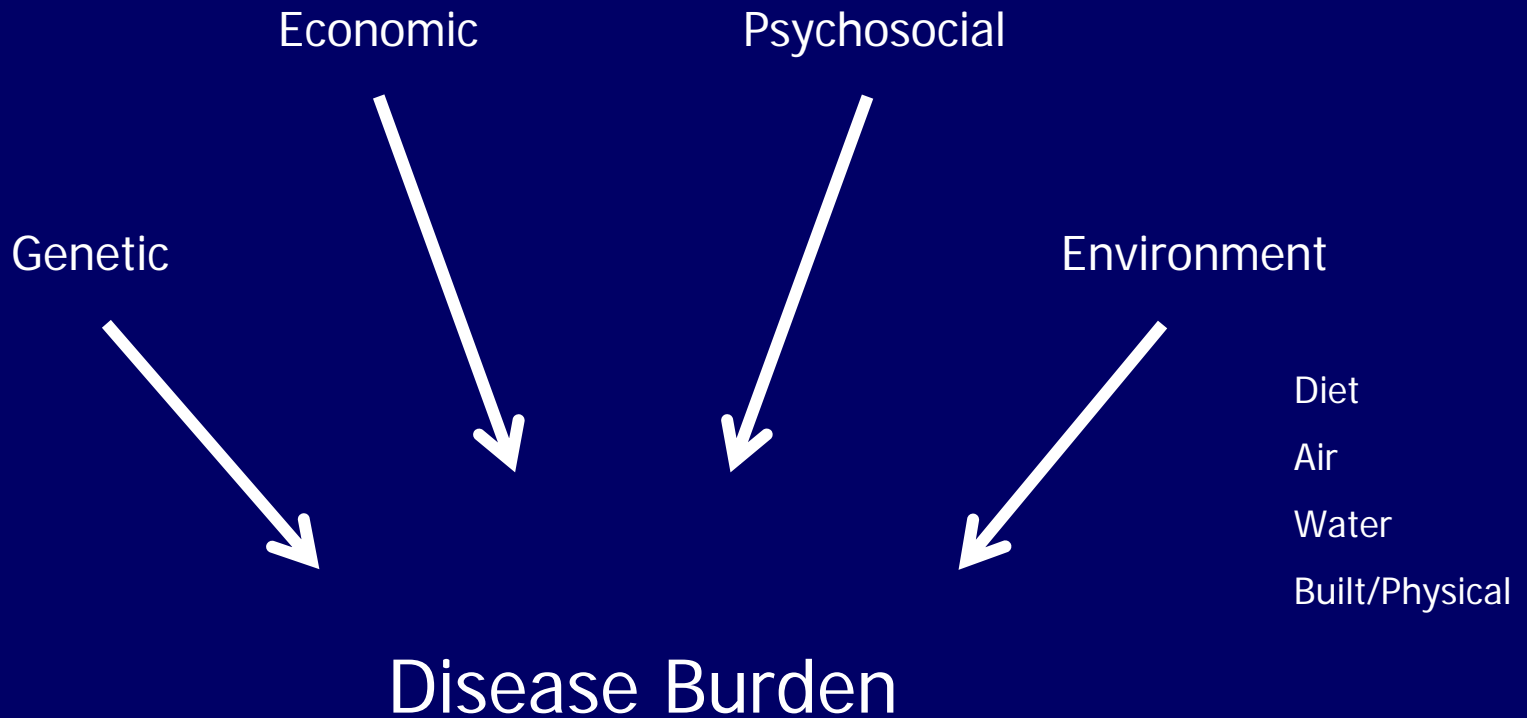 Economic
Psychosocial
Genetic
Environment
Diet
Air
Water
Built/Physical
Disease Burden